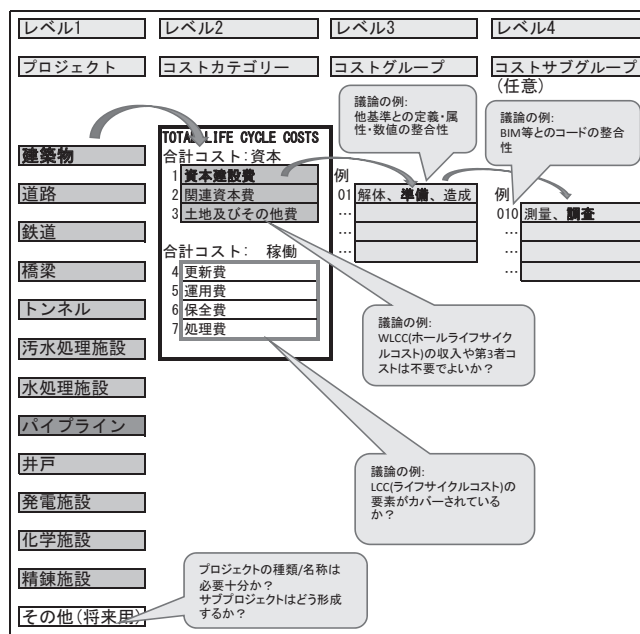 レベル1
レベル2
レベル3
レベル4
プロジェクト
コストカテゴリー
コストグループ
コストサブグループ
(任意)
議論の例:
他基準との定義・属
性・数値の整合性
議論の例:
BIM等とのコードの整合
性
建築物
道路
鉄道
橋梁
トンネル
汚水処理施設
水処理施設
パイプライン
井戸
発電施設
化学施設
精錬施設
その他(将来用)
TOTAL LIFE CYCLE COSTS
合計コスト:資本
1 資本建設費
2 関連資本費
3 土地及びその他費
合計コスト: 稼働
4 更新費
5 運用費
6 保全費
7 処理費
例
01 解体、準備、造成
…
…
…
例
010 測量、調査
…
…
…
議論の例:
WLCC(ホールライフサイク
ルコスト)の収入や第3者コ
ストは不要でよいか?
議論の例:
LCC(ライフサイクルコスト)の
要素がカバーされている
か?
プロジェクトの種類/名称は
必要十分か?
サブプロジェクトはどう形成
するか?